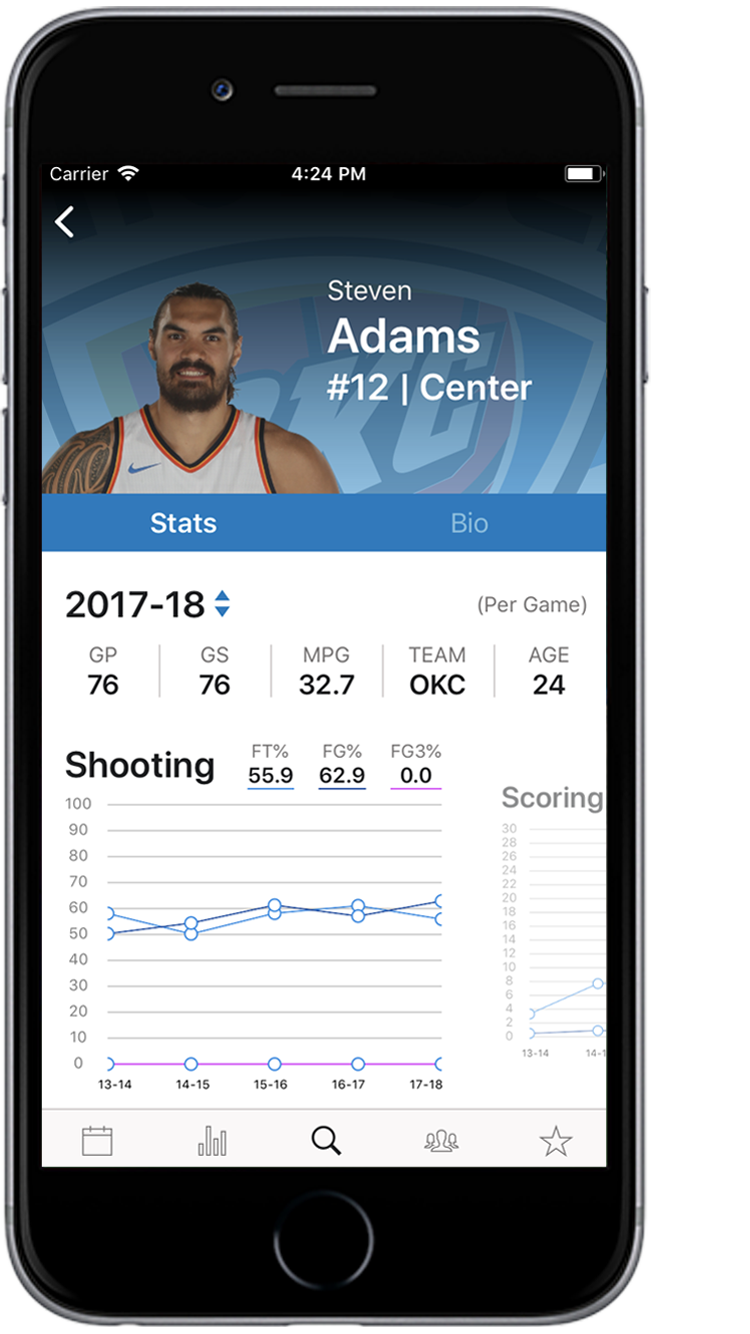 Carrier
4:24 PM
Steven
Adams
#12 | Center
OKC
Stats
Bio
2017-18
(Per Game)
GP GS MPG TEAM AGE
76 76 32.7 OKC 24
Shooting
FT% FG% FG3%
55.9 62.9 0.0
100
90
80
70
60
50
40
30
20
10
0
13-14 14-15 15-16 16-17 17-18
Scoring
30
28
26
24
22
20
18
16
14
12
10
8
6
4
2
0
13-14 14-1